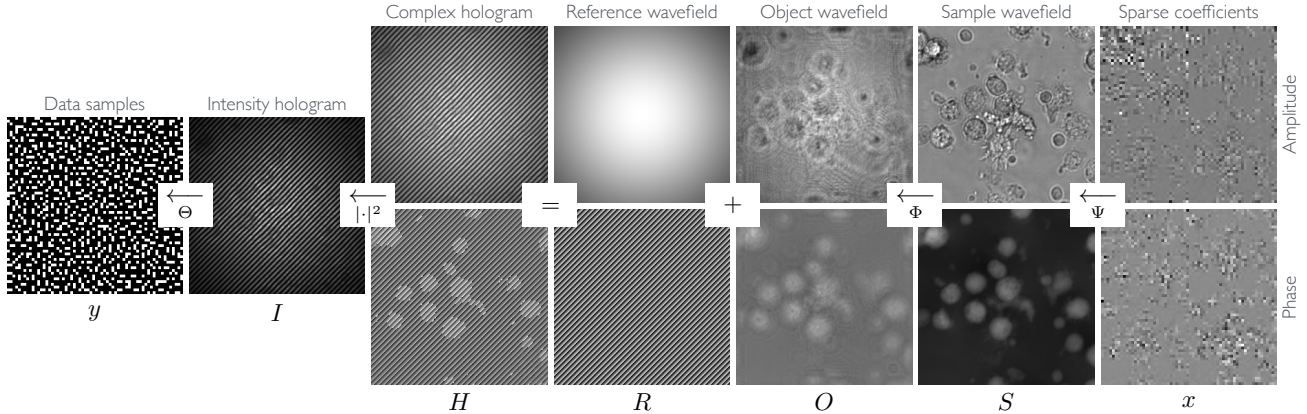 Complex hologram Reference wavefield Object wavefield Sample wavefield Sparse coefficients
Data samples Intensity hologram
Amplitude
← Θ ← |·|² = + ← Φ ← Ψ
Phase
y I
H R O S x